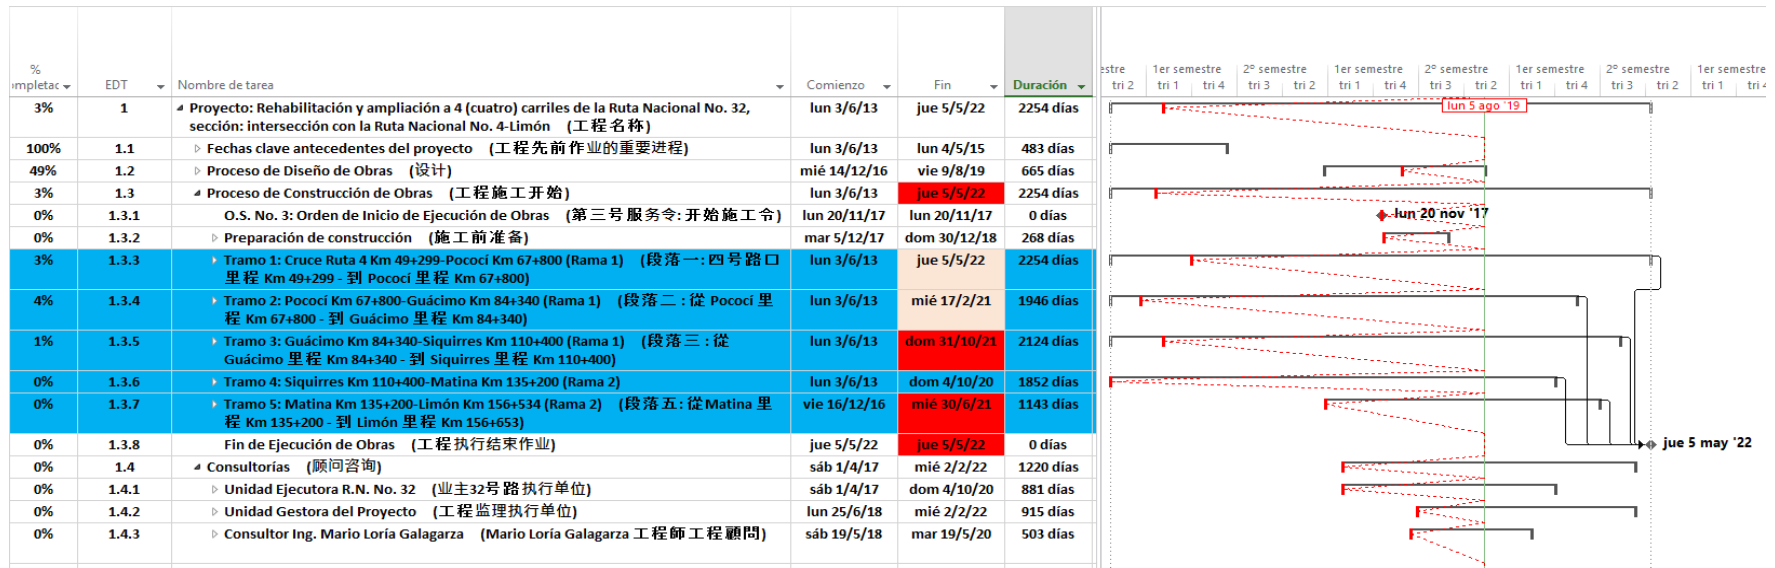 %
mpletac EDT Nombre de tarea Comienzo Fin Duración
estre 1er semestre 2º semestre 1er semestre 2º semestre 1er semestre 2º semestre 1er semestre
tri 2 tri 1 tri 4 tri 3 tri 2 tri 1 tri 4 tri 3 tri 2 tri 1 tri 4 tri 3 tri 2 tri 1 tri 4
lun 5 ago '19
3% 1 Proyecto: Rehabilitación y ampliación a 4 (cuatro) carriles de la Ruta Nacional No. 32, lun 3/6/13 jue 5/5/22 2254 días
sección: intersección con la Ruta Nacional No. 4-Limón (工程名称)
100% 1.1 Fechas clave antecedentes del proyecto (工程先前作业的重要进程) lun 3/6/13 lun 4/5/15 483 días
49% 1.2 Proceso de Diseño de Obras (设计) mié 14/12/16 vie 9/8/19 665 días
3% 1.3 Proceso de Construcción de Obras (工程施工开始) lun 3/6/13 jue 5/5/22 2254 días
0% 1.3.1 O.S. No. 3: Orden de Inicio de Ejecución de Obras (第三号服务令: 开始施工令) lun 20/11/17 lun 20/11/17 0 días lun 20 nov '17
0% 1.3.2 Preparación de construcción (施工前准备) mar 5/12/17 dom 30/12/18 268 días
3% 1.3.3 Tramo 1: Cruce Ruta 4 Km 49+299-Pococí Km 67+800 (Rama 1) (段落一: 四号路口 lun 3/6/13 jue 5/5/22 2254 días
里程 Km 49+299 - 到 Pococí 里程 Km 67+800)
4% 1.3.4 Tramo 2: Pococí Km 67+800-Guácimo Km 84+340 (Rama 1) (段落二 : 從 Pococí 里 lun 3/6/13 mié 17/2/21 1946 días
程 Km 67+800 - 到 Guácimo 里程 Km 84+340)
1% 1.3.5 Tramo 3: Guácimo Km 84+340-Siquirres Km 110+400 (Rama 1) (段落三 : 從 lun 3/6/13 dom 31/10/21 2124 días
Guácimo 里程 Km 84+340 - 到 Siquirres 里程 Km 110+400)
0% 1.3.6 Tramo 4: Siquirres Km 110+400-Matina Km 135+200 (Rama 2) lun 3/6/13 dom 4/10/20 1852 días
0% 1.3.7 Tramo 5: Matina Km 135+200-Limón Km 156+534 (Rama 2) (段落五: 從Matina 里 vie 16/12/16 mié 30/6/21 1143 días
程 Km 135+200 - 到 Limón 里程 Km 156+653)
0% 1.3.8 Fin de Ejecución de Obras (工程执行结束作业) jue 5/5/22 jue 5/5/22 0 días jue 5 may '22
0% 1.4 Consultorías (顾问咨询) sáb 1/4/17 mié 2/2/22 1220 días
0% 1.4.1 Unidad Ejecutora R.N. No. 32 (业主32号路执行单位) sáb 1/4/17 dom 4/10/20 881 días
0% 1.4.2 Unidad Gestora del Proyecto (工程监理执行单位) lun 25/6/18 mié 2/2/22 915 días
0% 1.4.3 Consultor Ing. Mario Loría Galagarza (Mario Loría Galagarza 工程師工程顧問) sáb 19/5/18 mar 19/5/20 503 días